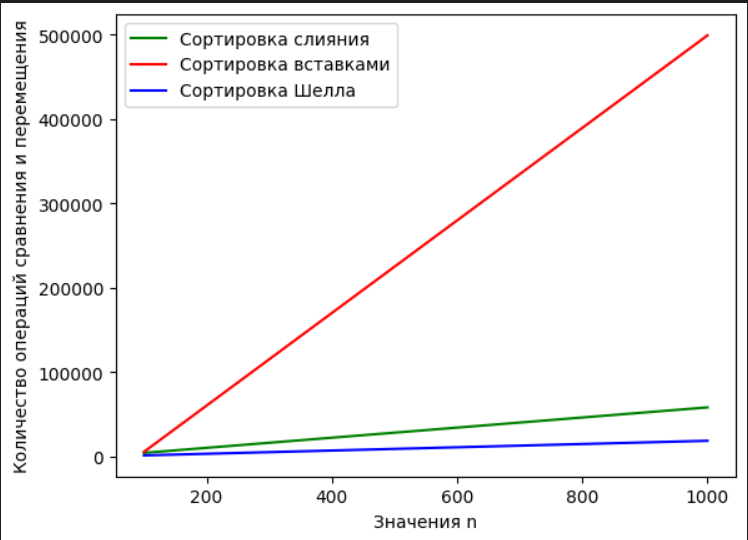 Количество операций сравнения и перемещения
500000
400000
300000
200000
100000
0
Сортировка слияния
Сортировка вставками
Сортировка Шелла
200 400 600 800 1000
Значения n